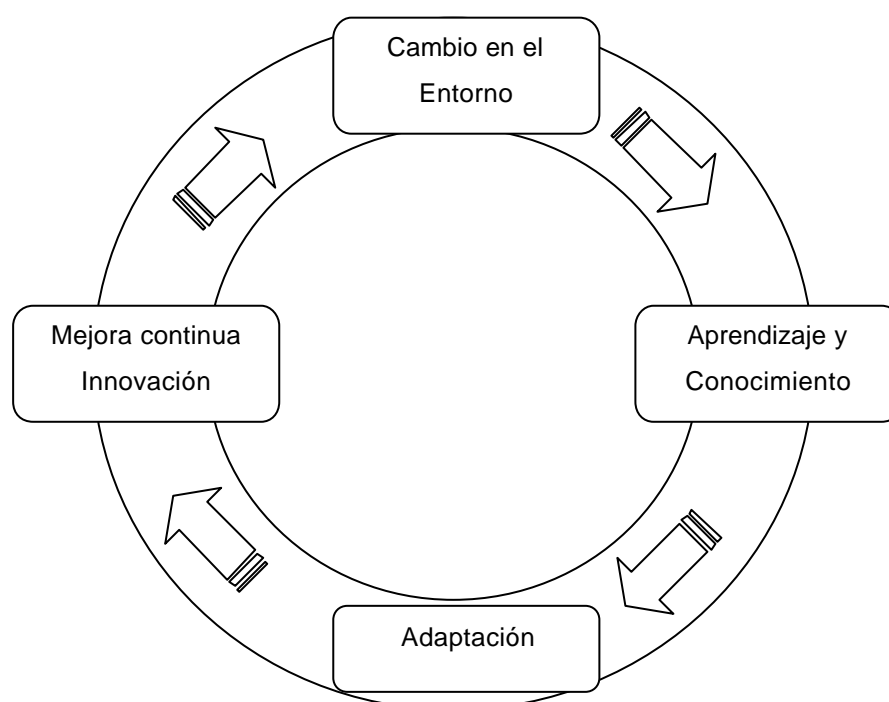 Cambio en el
Entorno
Mejora continua
Innovación
Aprendizaje y
Conocimiento
Adaptación